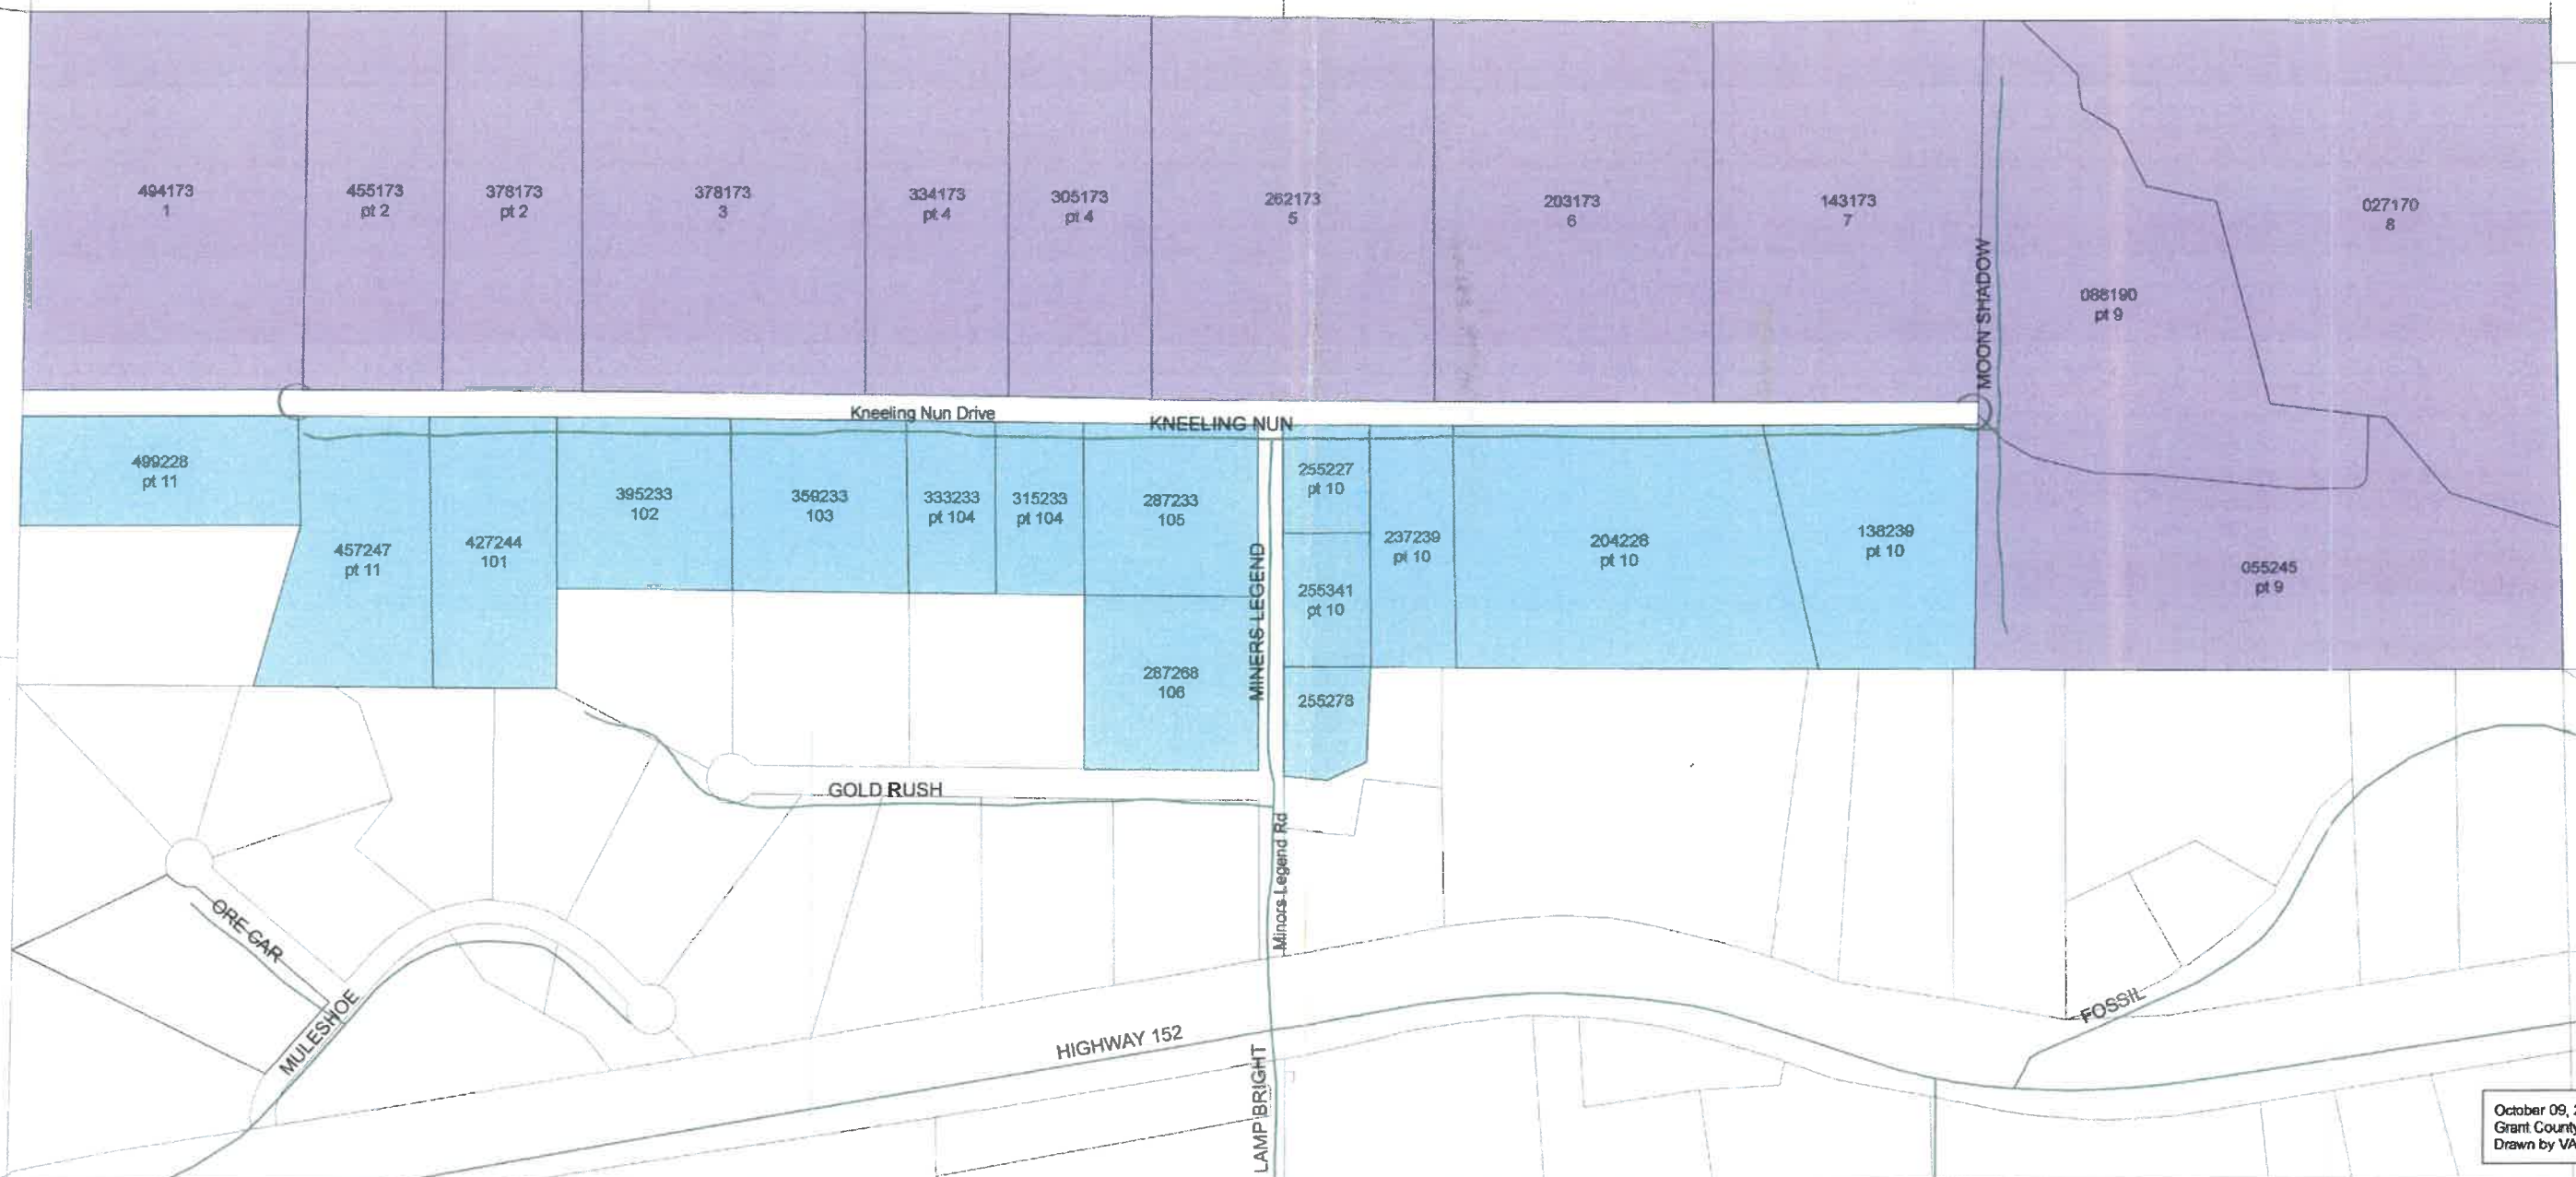 494173
1
455173
pt 2
378173
pt 2
378173
3
334173
pt 4
305173
pt 4
262173
5
203173
6
143173
7
027170
8
088190
pt 9
MOON SHADOW
Kneeling Nun Drive
KNEELING NUN
499228
pt 11
457247
pt 11
427244
101
395233
102
359233
103
333233
pt 104
315233
pt 104
287233
105
287268
106
MINERS LEGEND
255227
pt 10
255341
pt 10
255278
237239
pt 10
204228
pt 10
138239
pt 10
055245
pt 9
GOLD RUSH
Minors Legend Rd
ORE CAR
MULESHOE
HIGHWAY 152
LAMPBRIGHT
FOSSIL
October 09,
Grant County
Drawn by VA